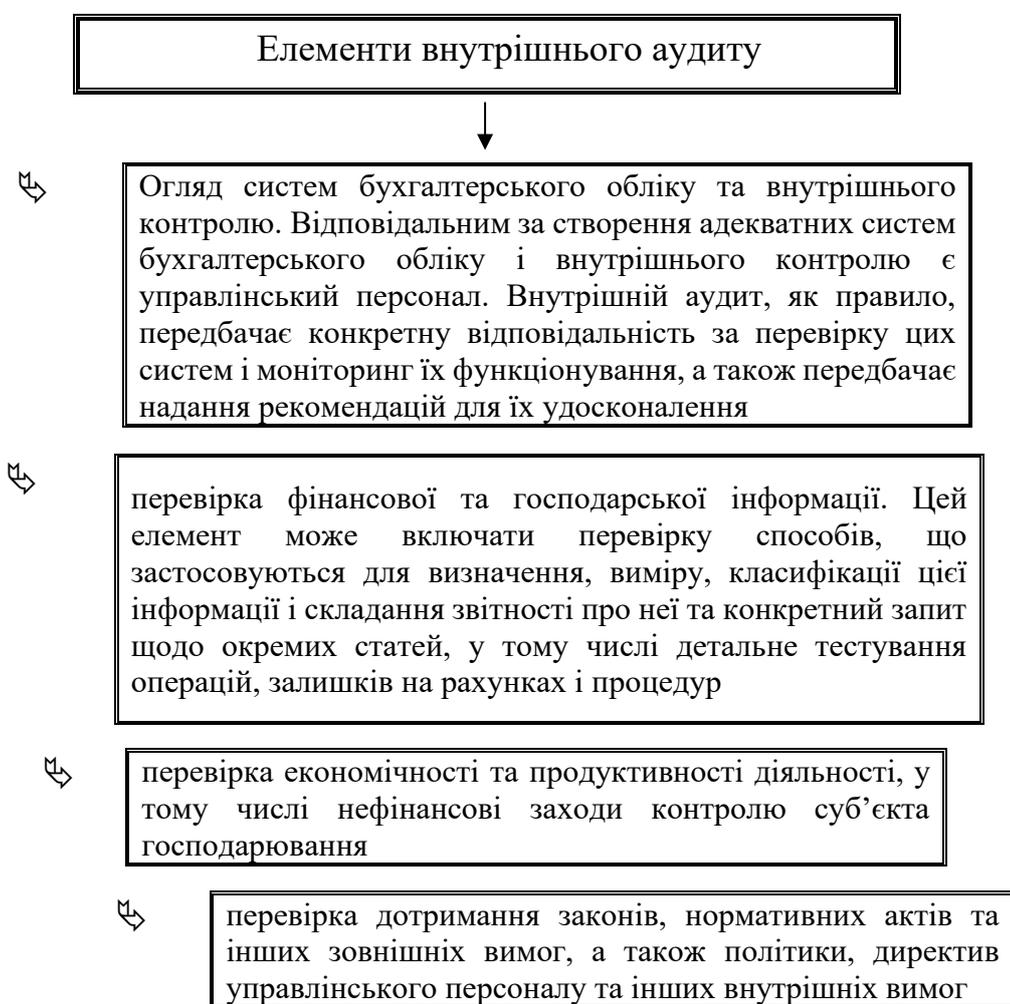 Елементи внутрішнього аудиту
Огляд систем бухгалтерського обліку та внутрішнього
контролю. Відповідальним за створення адекватних систем
бухгалтерського обліку і внутрішнього контролю є
управлінський персонал. Внутрішній аудит, як правило,
передбачає конкретну відповідальність за перевірку цих
систем і моніторинг їх функціонування, а також передбачає
надання рекомендацій для їх удосконалення
перевірка фінансової та господарської інформації. Цей
елемент може включати перевірку способів, що
застосовуються для визначення, виміру, класифікації цієї
інформації і складання звітності про неї та конкретний запит
щодо окремих статей, у тому числі детальне тестування
операцій, залишків на рахунках і процедур
перевірка економічності та продуктивності діяльності, у
тому числі нефінансові заходи контролю суб’єкта
господарювання
перевірка дотримання законів, нормативних актів та
інших зовнішніх вимог, а також політики, директив
управлінського персоналу та інших внутрішніх вимог